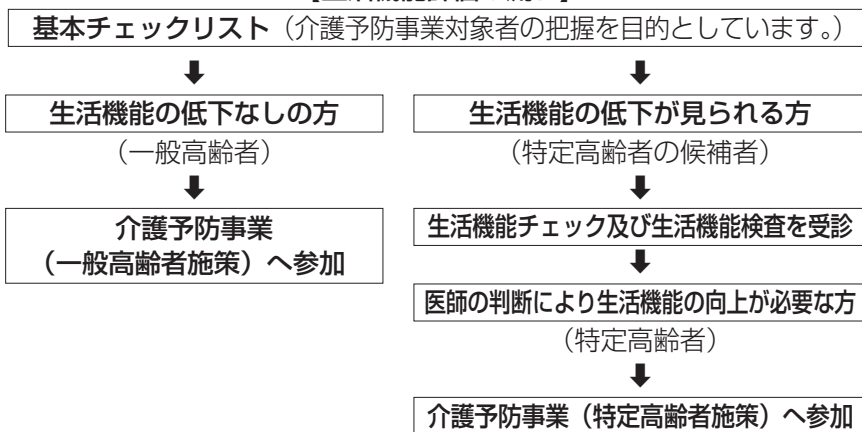 基本チェックリスト（介護予防事業対象者の把握を目的としています。）
生活機能の低下なしの方
（一般高齢者）
介護予防事業
（一般高齢者施策）へ参加
生活機能の低下が見られる方
（特定高齢者の候補者）
生活機能チェック及び生活機能検査を受診
医師の判断により生活機能の向上が必要な方
（特定高齢者）
介護予防事業（特定高齢者施策）へ参加